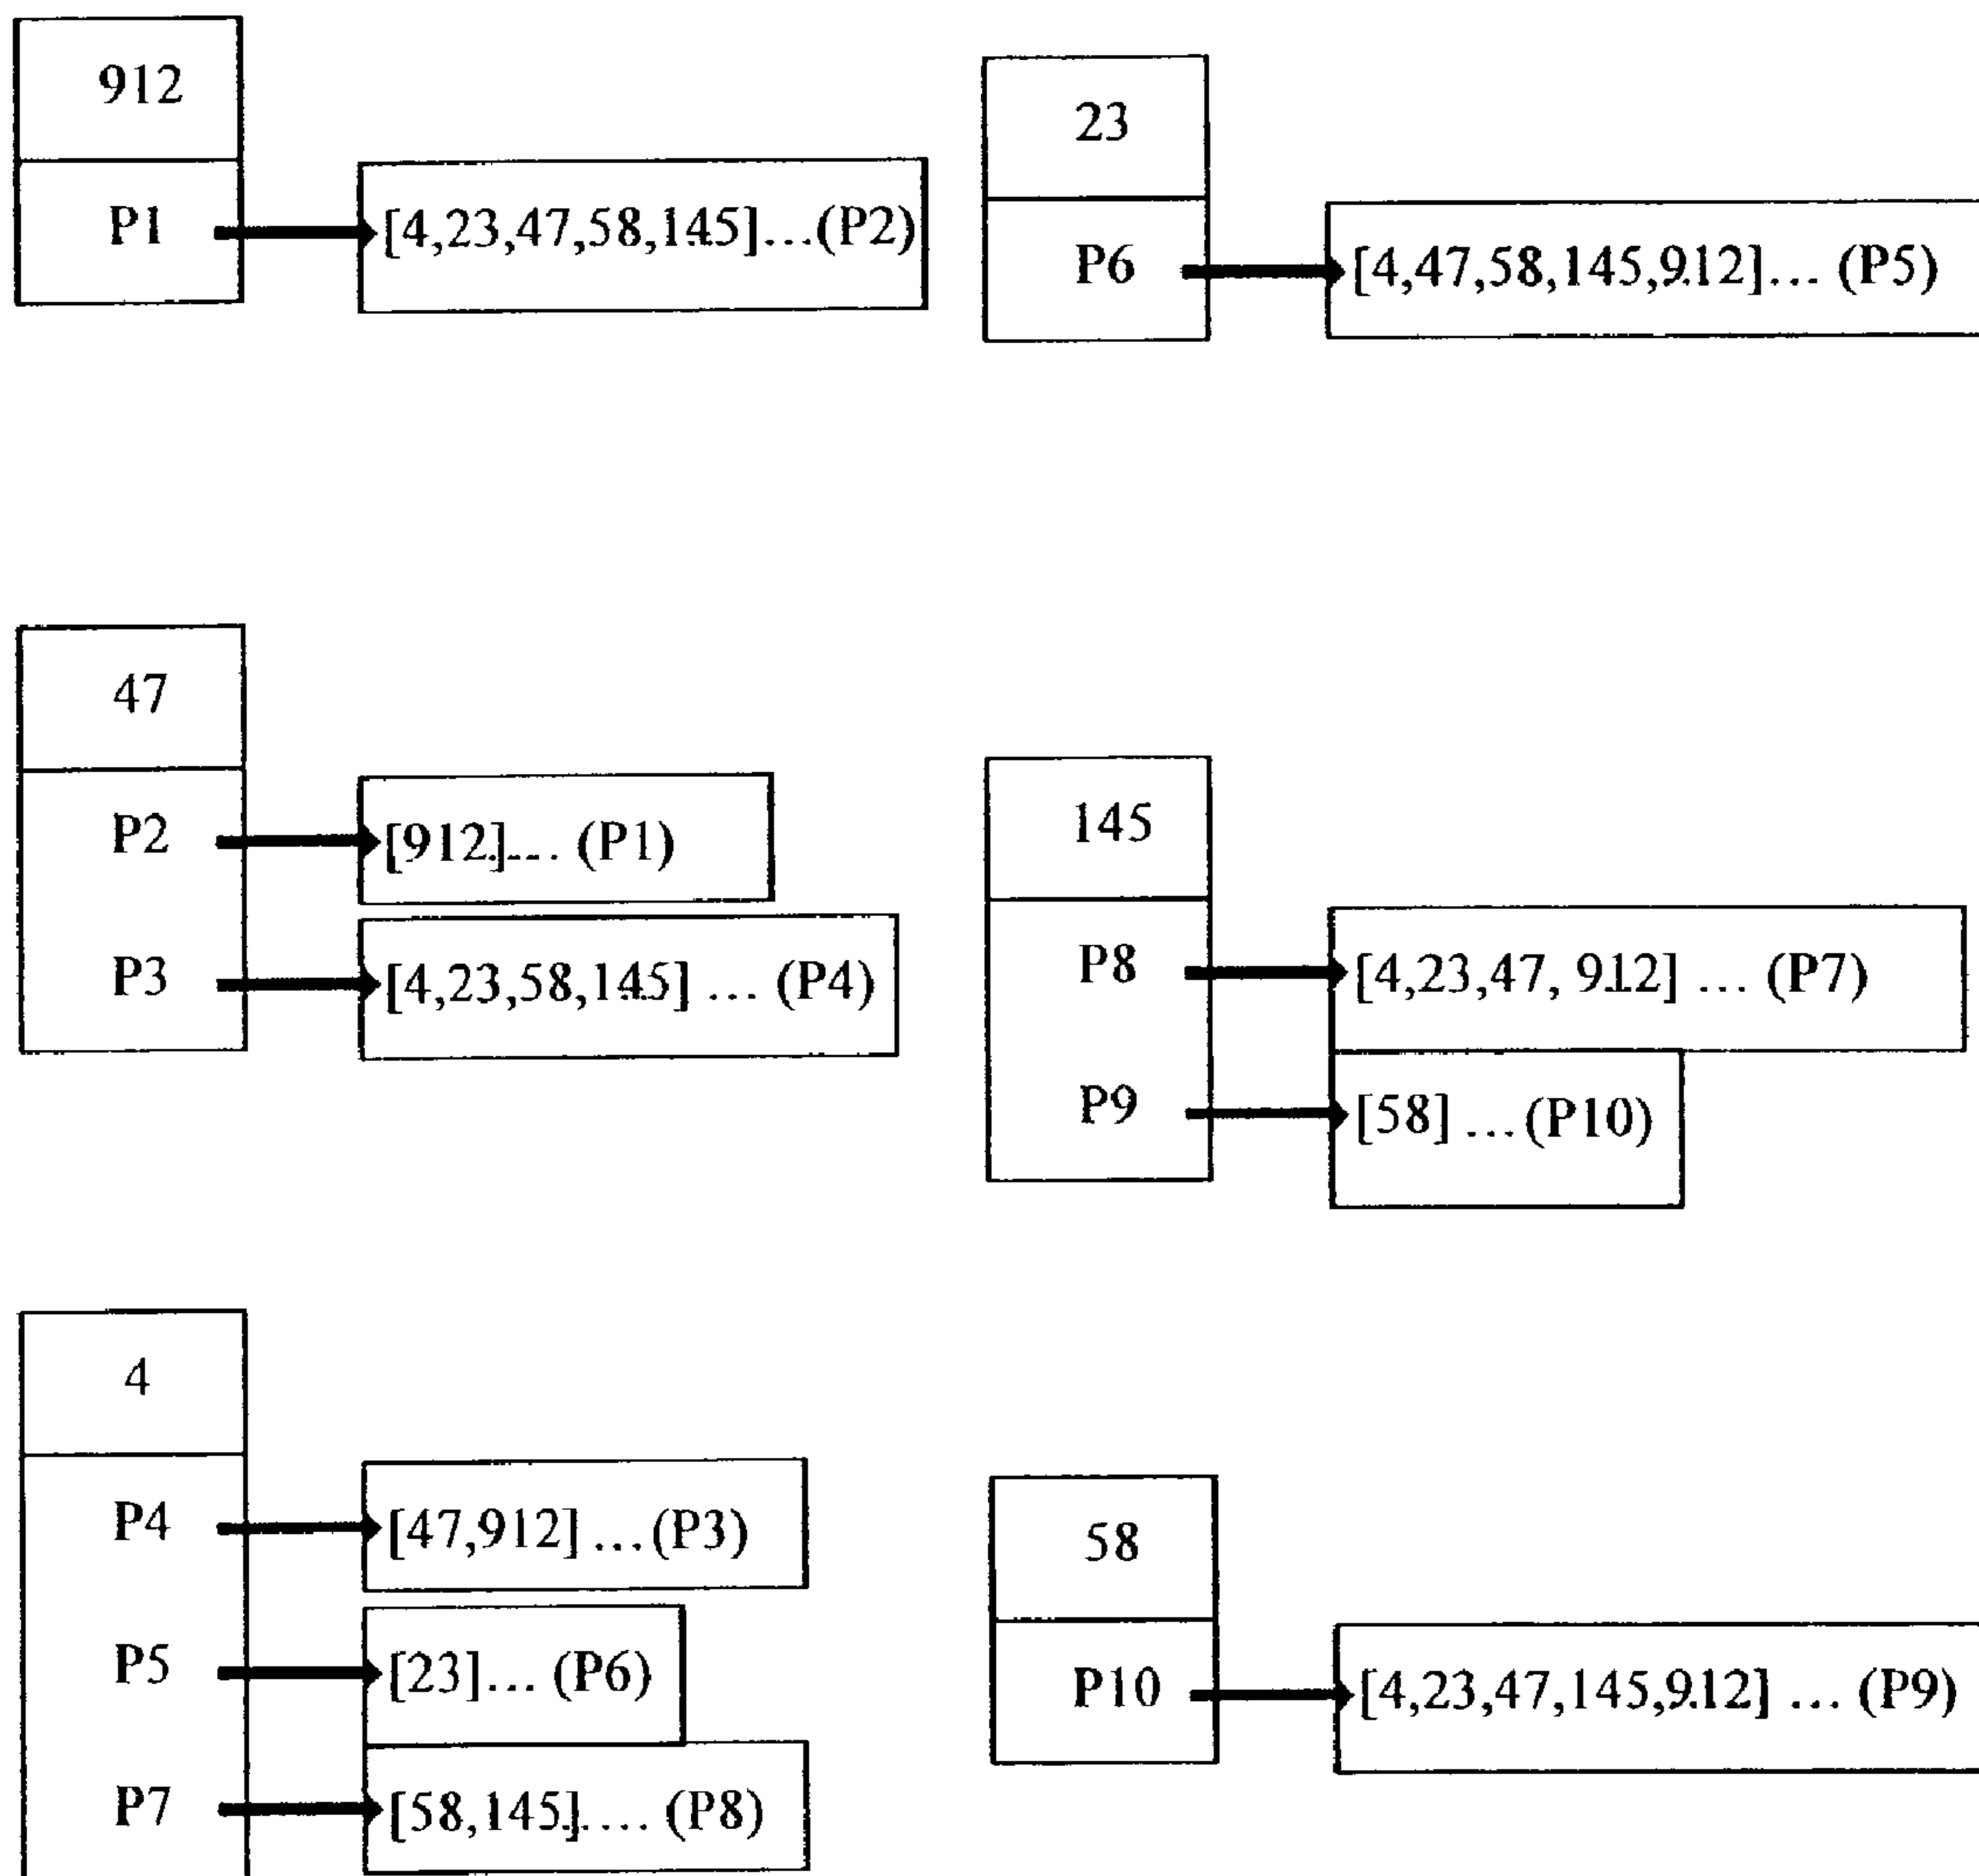 912
P1 [4,23,47,58,145]...(P2)
23
P6 [4,47,58,145,912]... (P5)
47
P2 [912]... (P1)
P3 [4,23,58,145] ... (P4)
145
P8 [4,23,47, 912] ... (P7)
P9 [58] ...(P10)
4
P4 [47,912] ...(P3)
P5 [23]... (P6)
P7 [58,145]..... (P8)
58
P10 [4,23,47,145,912] ... (P9)